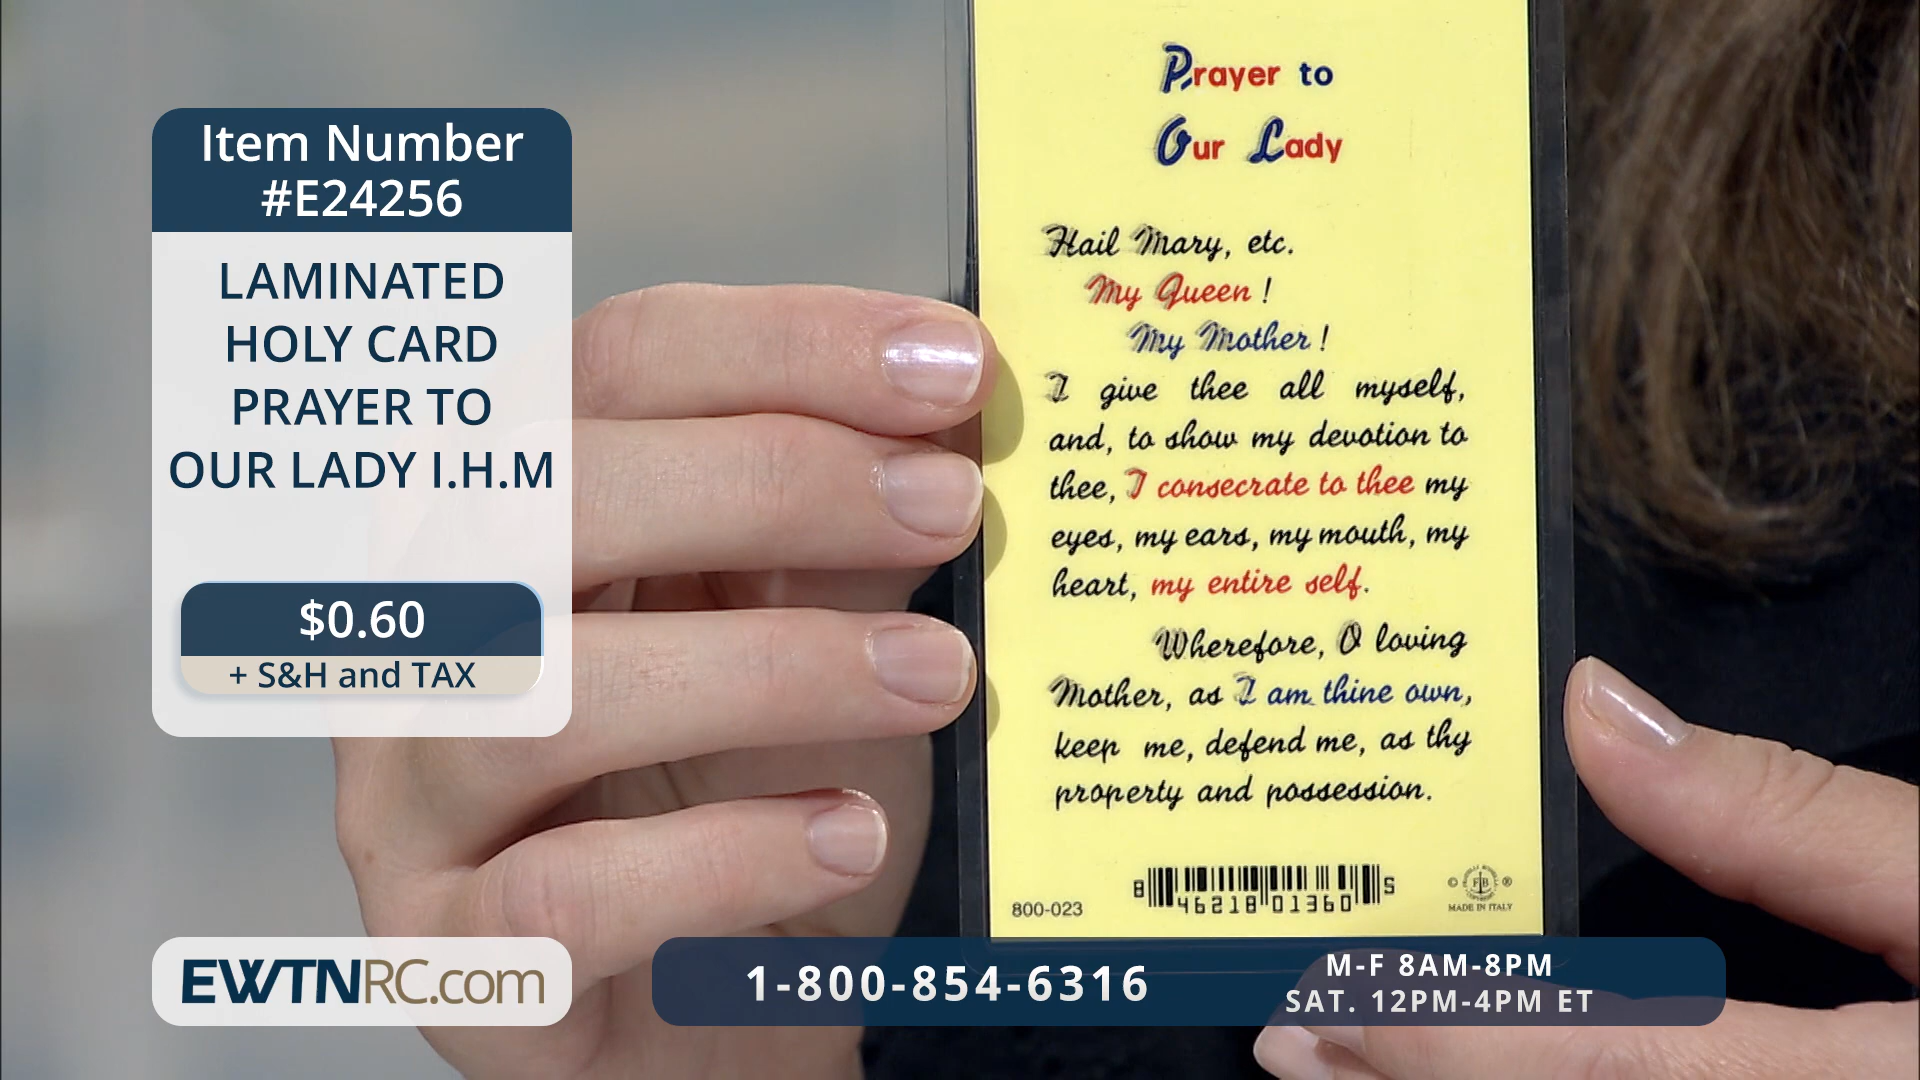 Item Number
#E24256
LAMINATED
HOLY CARD
PRAYER TO
OUR LADY I.H.M
$0.60
+ S&H and TAX
EWTNRC.com
1-800-854-6316
M-F 8AM-8PM
SAT. 12PM-4PM ET
Prayer to
Our Lady
Hail Mary, etc.
My Queen !
My Mother !
I give thee all myself,
and, to show my devotion to
thee, I consecrate to thee my
eyes, my ears, my mouth, my
heart, my entire self.
Wherefore, O loving
Mother, as I am thine own,
keep me, defend me, as thy
property and possession.
800-023
8 46218 01360 5
© FB ®
MADE IN ITALY